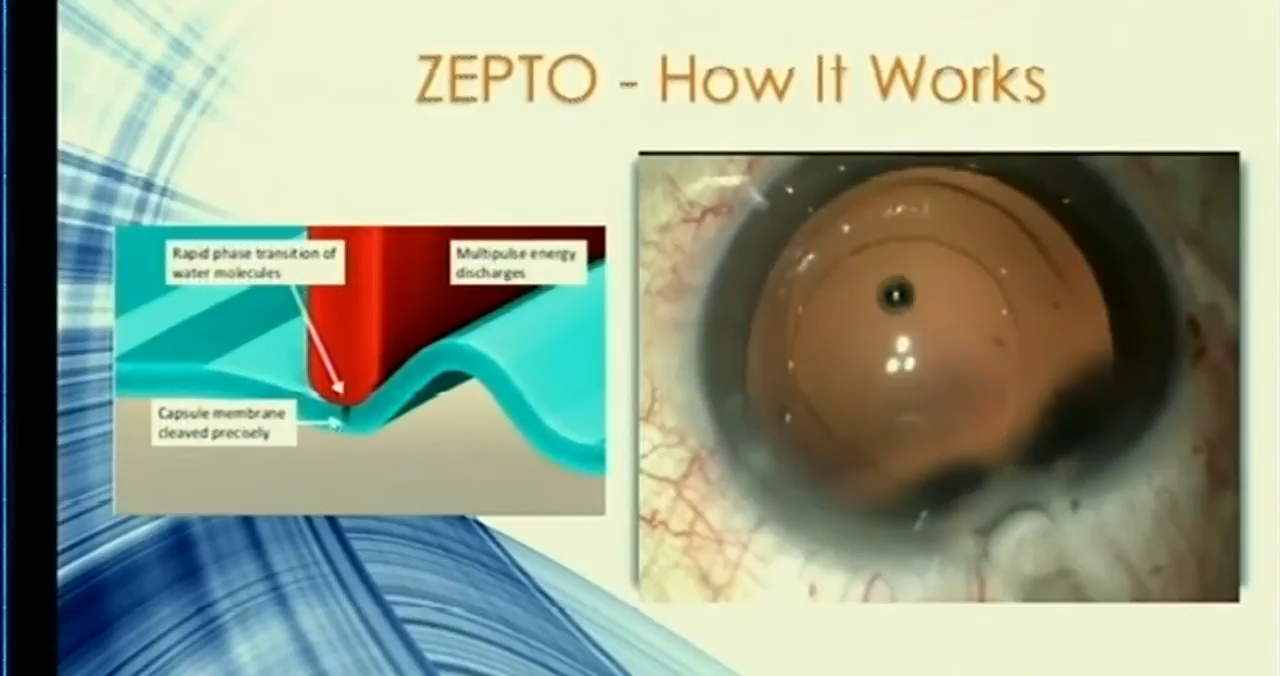 ZEPTO - How It Works
Rapid phase transition of
water molecules
Multipulse energy
discharges
Capsule membrane
cleaved precisely